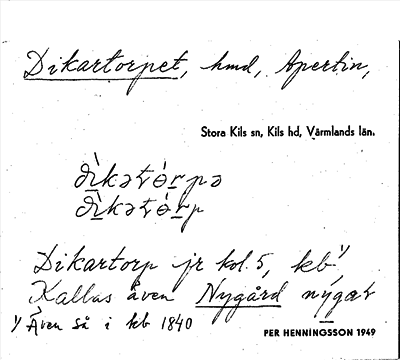 Dikartorpet, hmd, Apertin,
Stora Kils sn, Kils hd, Värmlands län.
Dikartorp jr kol. 5, kb¹⁾,
Kallas även Nygård
1/ Även så i kb 1840
PER HENNINGSSON 1949